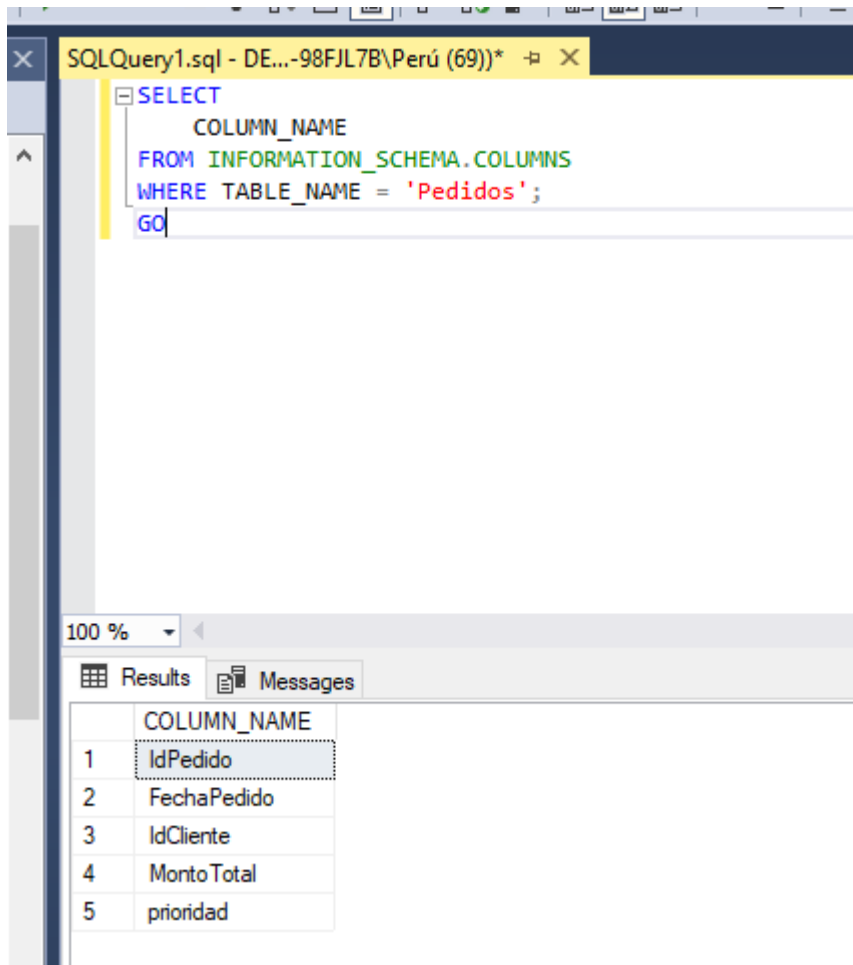 SQLQuery1.sql - DE...-98FJL7B\Perú (69))*
SELECT
COLUMN_NAME
FROM INFORMATION_SCHEMA.COLUMNS
WHERE TABLE_NAME = 'Pedidos';
GO
100 %
Results Messages
COLUMN_NAME
1 IdPedido
2 FechaPedido
3 IdCliente
4 MontoTotal
5 prioridad